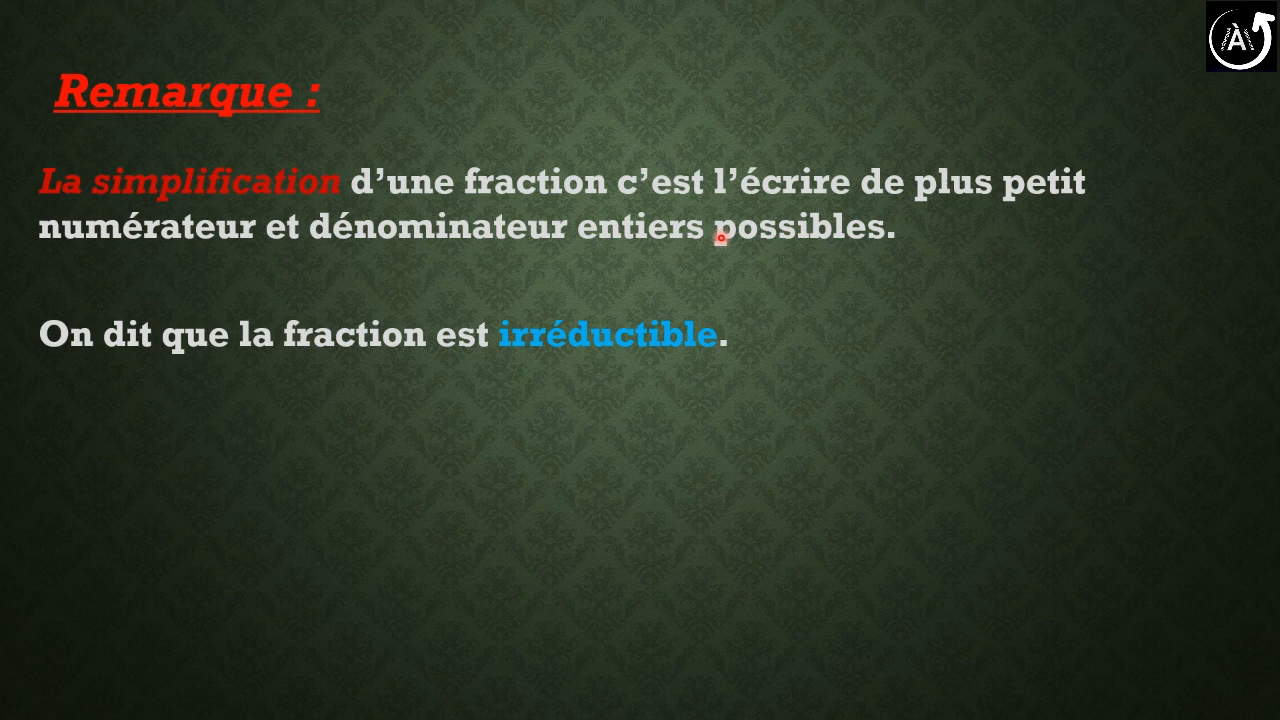 À
Remarque :
La simplification d’une fraction c’est l’écrire de plus petit
numérateur et dénominateur entiers possibles.
On dit que la fraction est irréductible.